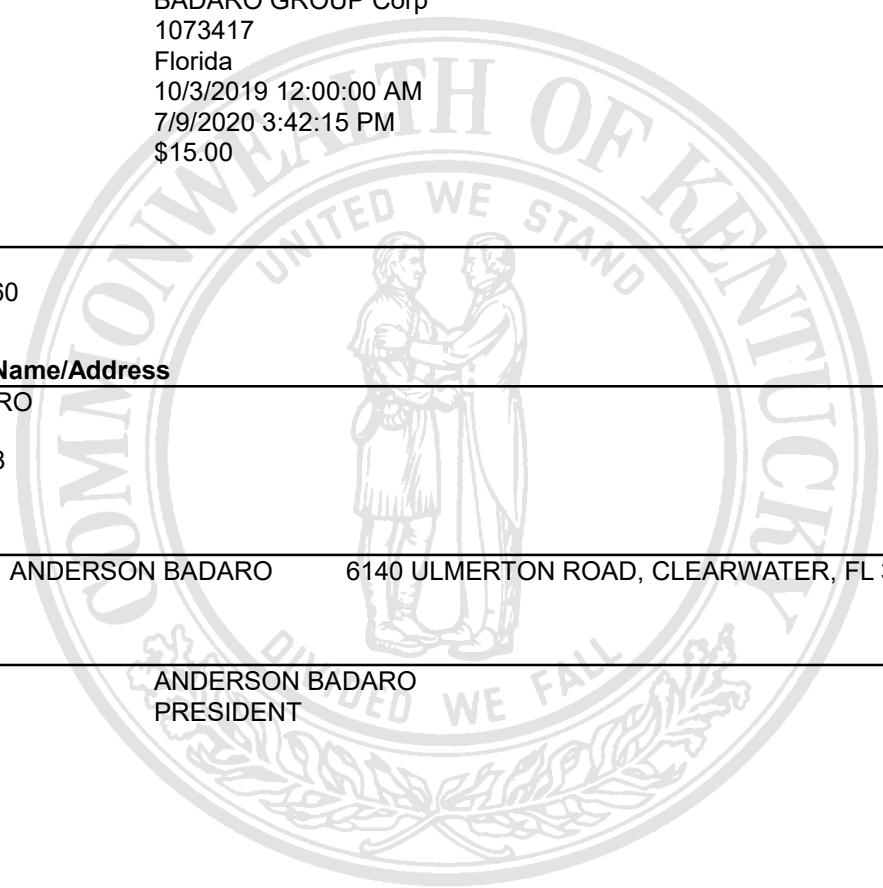 BADARO GROUP Corp
1073417
Florida
10/3/2019 12:00:00 AM
7/9/2020 3:42:15 PM
$15.00
COMMONWEALTH OF KENTUCKY
UNITED WE STAND
60
Name/Address
RO
3
ANDERSON BADARO 6140 ULMERTON ROAD, CLEARWATER, FL 3
ANDERSON BADARO
PRESIDENT
DIVIDED WE FALL